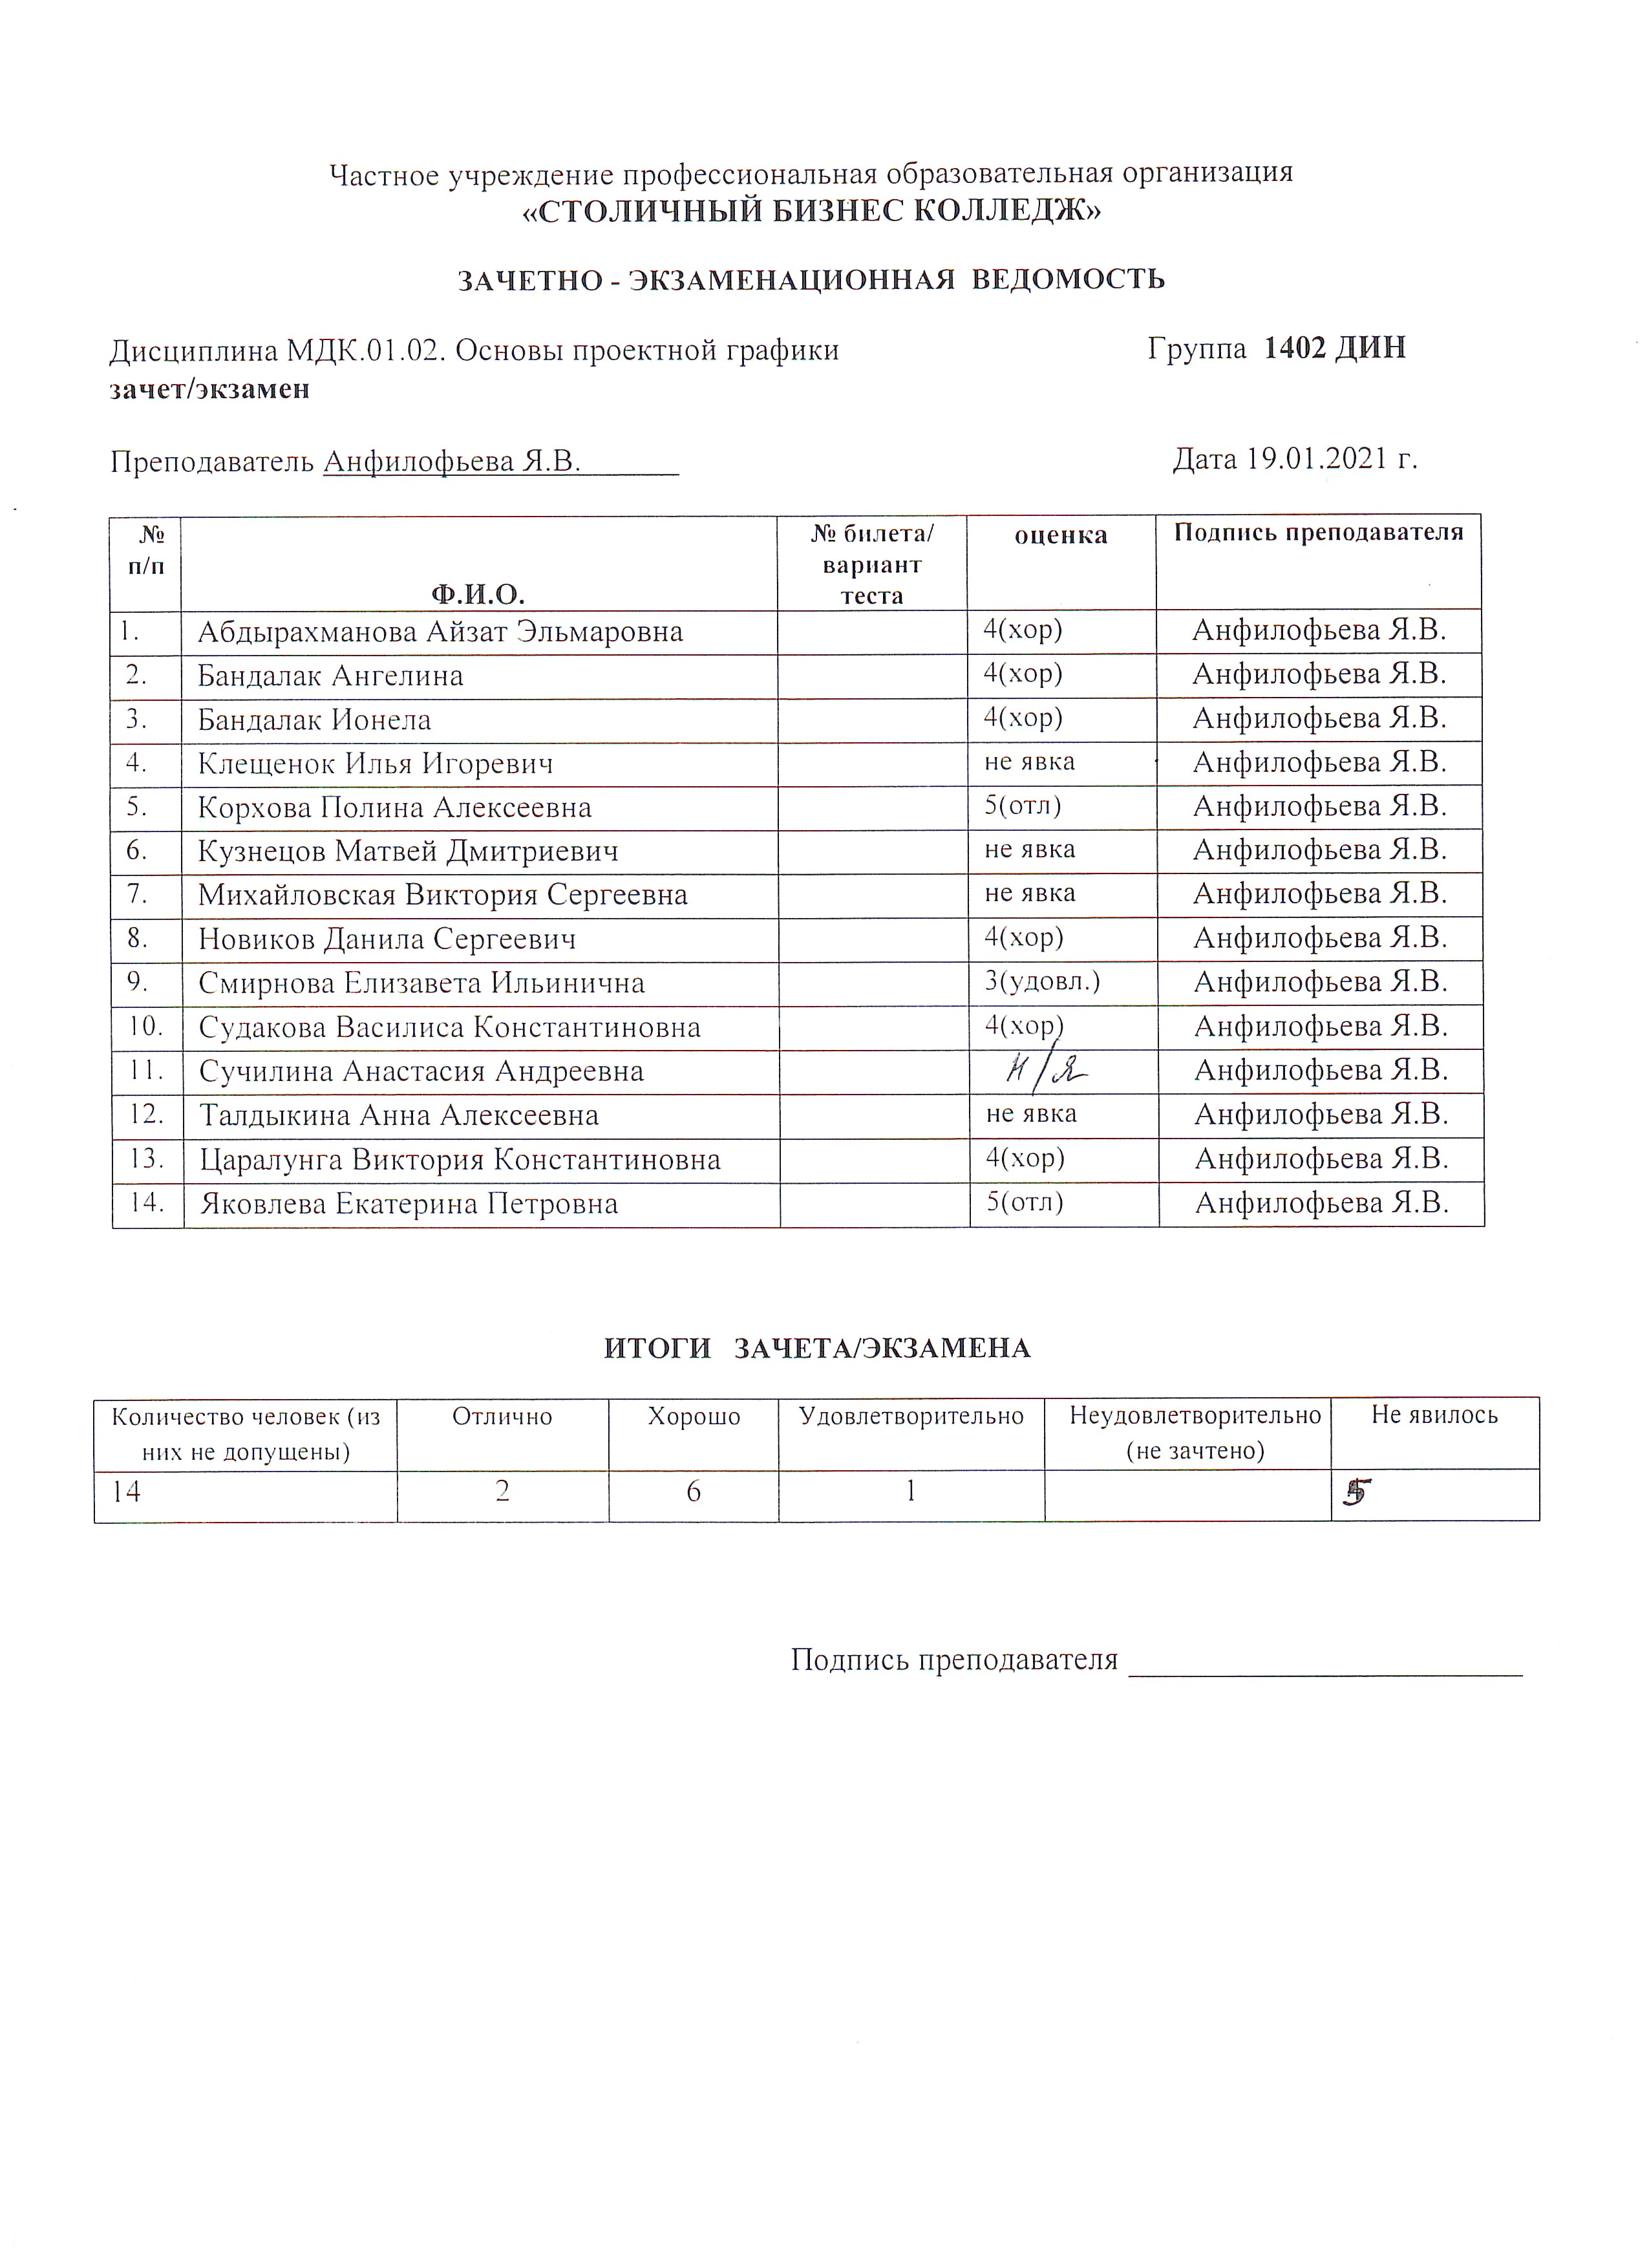 Частное учреждение профессиональная образовательная организация
«СТОЛИЧНЫЙ БИЗНЕС КОЛЛЕДЖ»
ЗАЧЕТНО - ЭКЗАМЕНАЦИОННАЯ ВЕДОМОСТЬ
Дисциплина МДК.01.02. Основы проектной графики Группа 1402 ДИН
зачет/экзамен
Преподаватель Анфилофьева Я.В. Дата 19.01.2021 г.
№ п/п Ф.И.О. № билета/ вариант теста оценка Подпись преподавателя
1. Абдырахманова Айзат Эльмаровна 4(хор) Анфилофьева Я.В.
2. Бандалак Ангелина 4(хор) Анфилофьева Я.В.
3. Бандалак Ионела 4(хор) Анфилофьева Я.В.
4. Клещенок Илья Игоревич не явка Анфилофьева Я.В.
5. Корхова Полина Алексеевна 5(отл) Анфилофьева Я.В.
6. Кузнецов Матвей Дмитриевич не явка Анфилофьева Я.В.
7. Михайловская Виктория Сергеевна не явка Анфилофьева Я.В.
8. Новиков Данила Сергеевич 4(хор) Анфилофьева Я.В.
9. Смирнова Елизавета Ильинична 3(удовл.) Анфилофьева Я.В.
10. Судакова Василиса Константиновна 4(хор) Анфилофьева Я.В.
11. Сучилина Анастасия Андреевна н/я Анфилофьева Я.В.
12. Талдыкина Анна Алексеевна не явка Анфилофьева Я.В.
13. Царалунга Виктория Константиновна 4(хор) Анфилофьева Я.В.
14. Яковлева Екатерина Петровна 5(отл) Анфилофьева Я.В.
ИТОГИ ЗАЧЕТА/ЭКЗАМЕНА
Количество человек (из них не допущены) Отлично Хорошо Удовлетворительно Неудовлетворительно (не зачтено) Не явилось
14 2 6 1 5
Подпись преподавателя